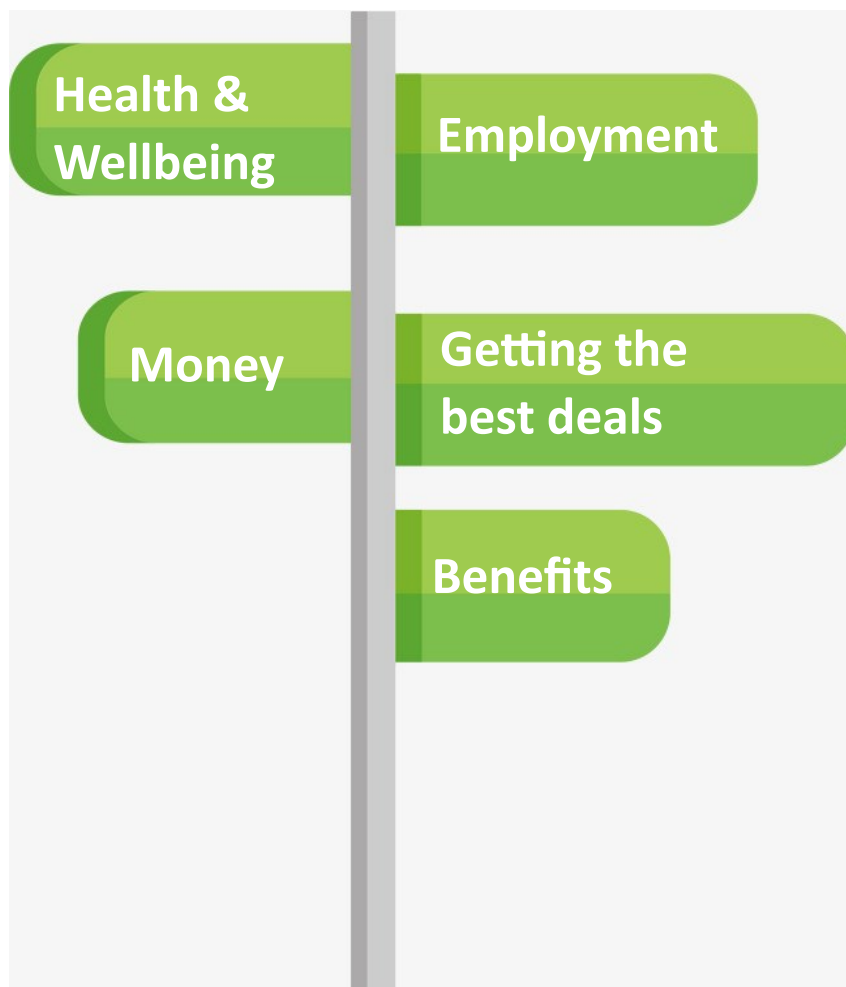 Health &
Wellbeing
Employment
Money
Getting the
best deals
Benefits